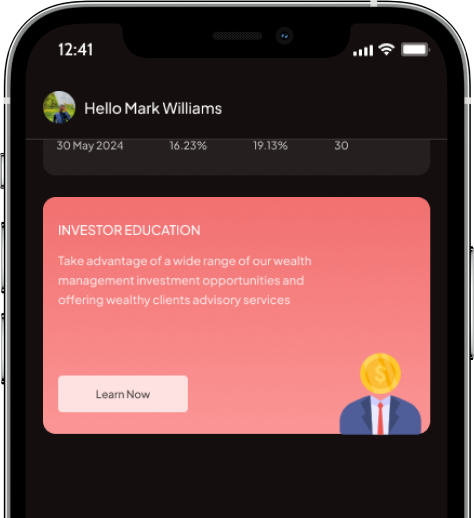 12:41
Hello Mark Williams
30 May 2024 16.23% 19.13% 30
INVESTOR EDUCATION
Take advantage of a wide range of our wealth
management investment opportunities and
offering wealthy clients advisory services
Learn Now
$